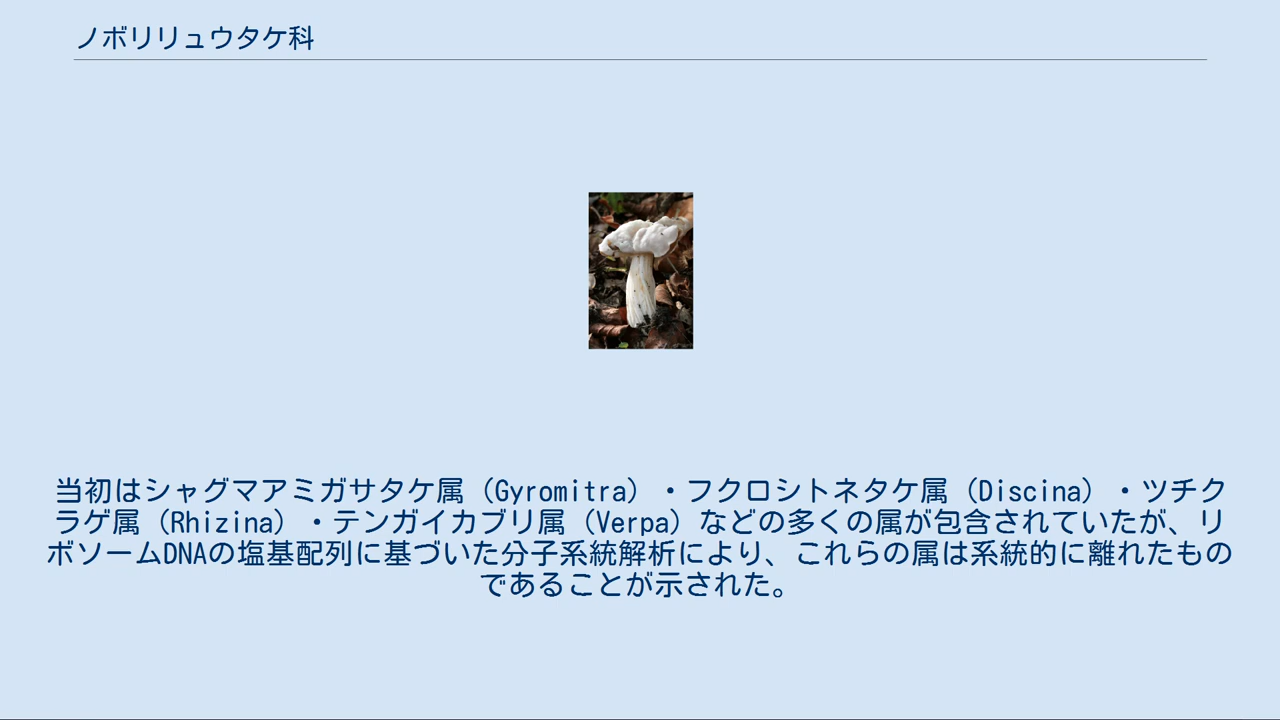 ノボリリュウタケ科
当初はシャグマアミガサタケ属（Gyromitra）・フクロシトネタケ属（Discina）・ツチク
ラゲ属（Rhizina）・テンガイカブリ属（Verpa）などの多くの属が包含されていたが、リ
ボソームDNAの塩基配列に基づいた分子系統解析により、これらの属は系統的に離れたもの
であることが示された。